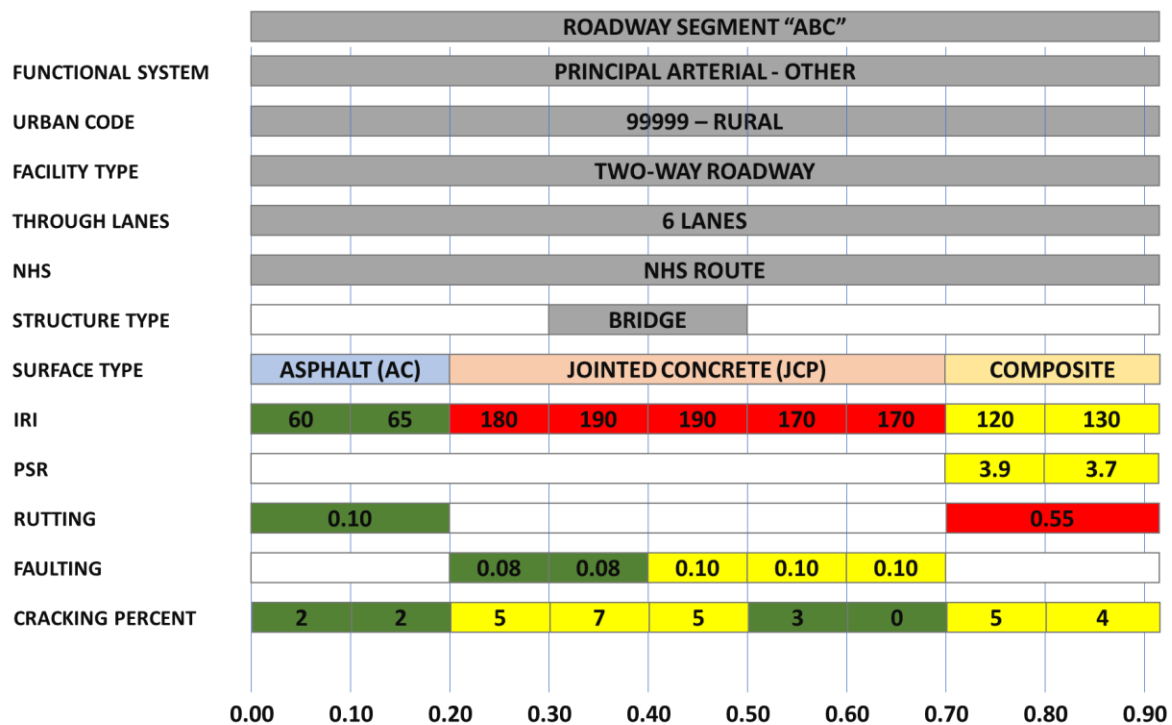 ROADWAY SEGMENT “ABC”
FUNCTIONAL SYSTEM PRINCIPAL ARTERIAL - OTHER
URBAN CODE 99999 – RURAL
FACILITY TYPE TWO-WAY ROADWAY
THROUGH LANES 6 LANES
NHS NHS ROUTE
STRUCTURE TYPE BRIDGE
SURFACE TYPE ASPHALT (AC) JOINTED CONCRETE (JCP) COMPOSITE
IRI 60 65 180 190 190 170 170 120 130
PSR 3.9 3.7
RUTTING 0.10 0.55
FAULTING 0.08 0.08 0.10 0.10 0.10
CRACKING PERCENT 2 2 5 7 5 3 0 5 4
0.00 0.10 0.20 0.30 0.40 0.50 0.60 0.70 0.80 0.90